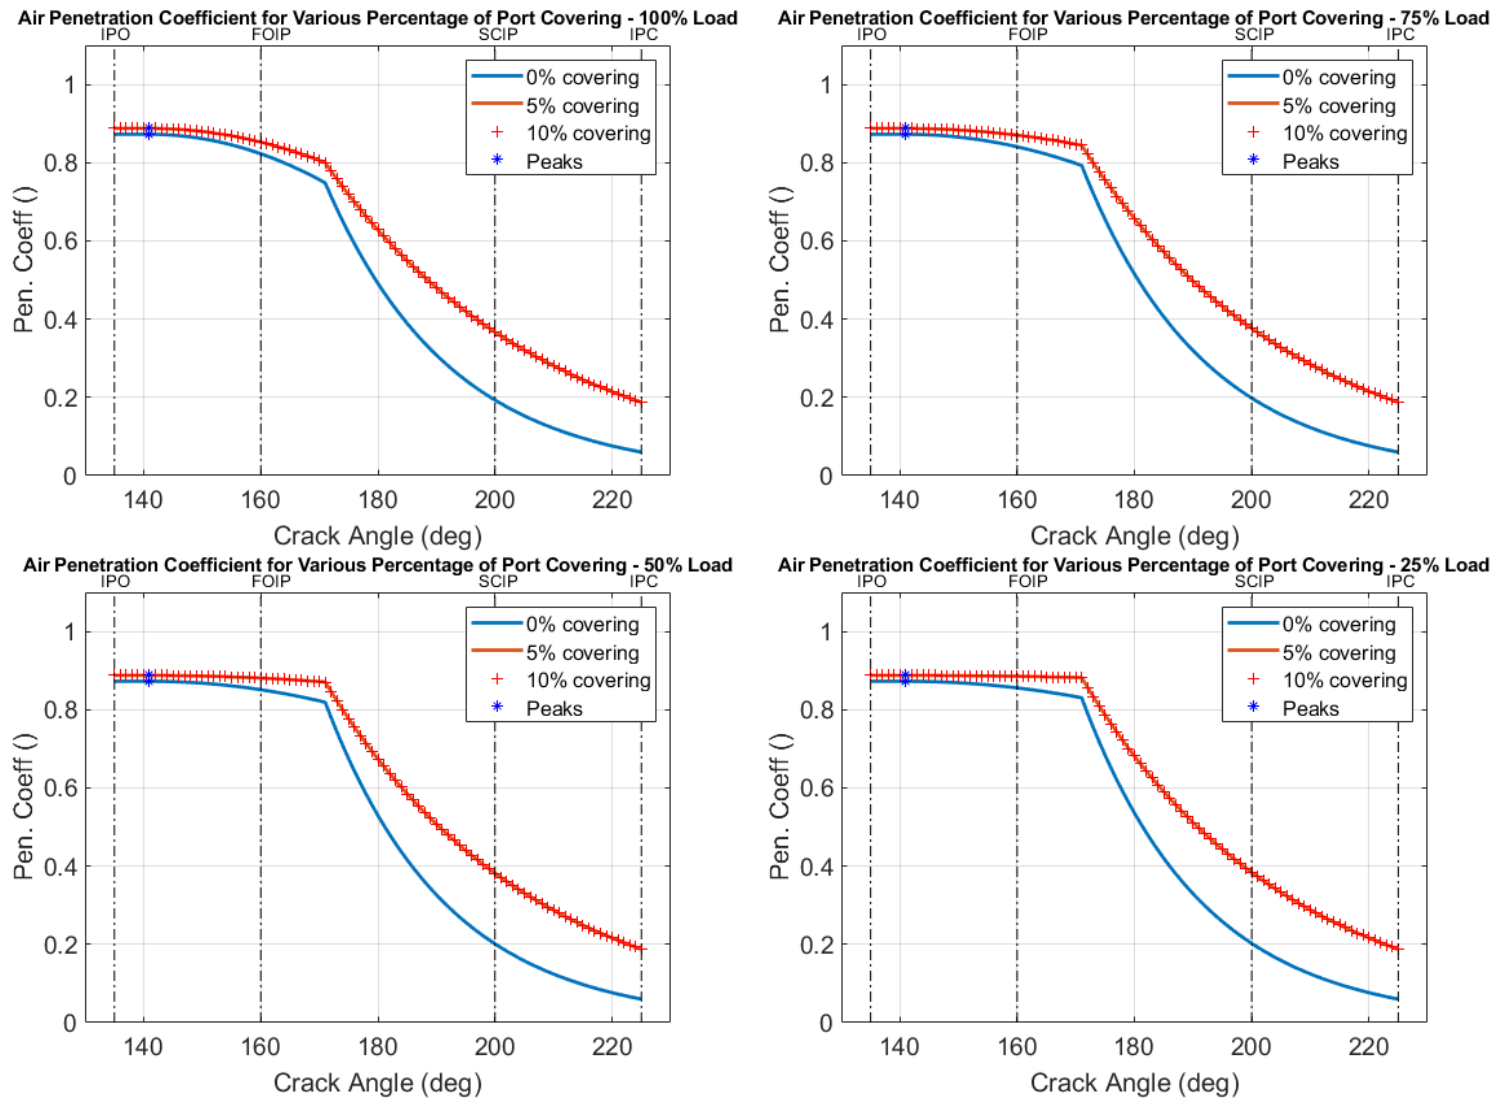 Air Penetration Coefficient for Various Percentage of Port Covering - 100% Load
IPO FOIP SCIP IPC
0% covering
5% covering
10% covering
Peaks
1
0.8
0.6
0.4
0.2
0
Pen. Coeff ()
140 160 180 200 220
Crack Angle (deg)
Air Penetration Coefficient for Various Percentage of Port Covering - 75% Load
IPO FOIP SCIP IPC
0% covering
5% covering
10% covering
Peaks
1
0.8
0.6
0.4
0.2
0
Pen. Coeff ()
140 160 180 200 220
Crack Angle (deg)
Air Penetration Coefficient for Various Percentage of Port Covering - 50% Load
IPO FOIP SCIP IPC
0% covering
5% covering
10% covering
Peaks
1
0.8
0.6
0.4
0.2
0
Pen. Coeff ()
140 160 180 200 220
Crack Angle (deg)
Air Penetration Coefficient for Various Percentage of Port Covering - 25% Load
IPO FOIP SCIP IPC
0% covering
5% covering
10% covering
Peaks
1
0.8
0.6
0.4
0.2
0
Pen. Coeff ()
140 160 180 200 220
Crack Angle (deg)